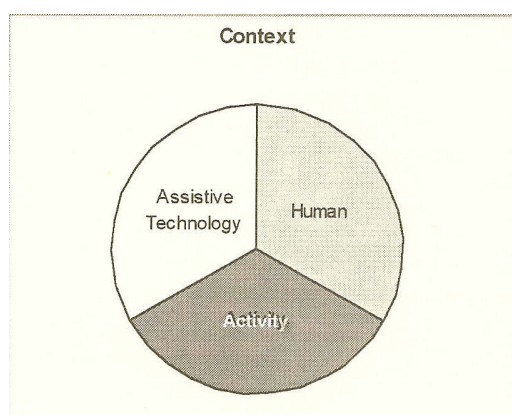 Context
Assistive
Technology
Human
Activity